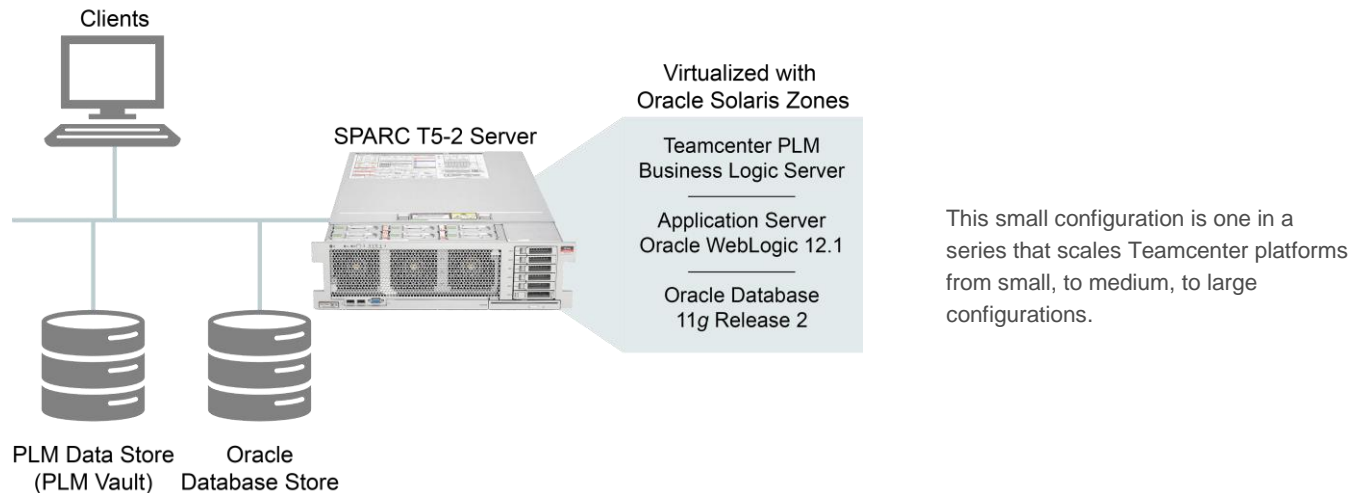 Clients
Virtualized with
Oracle Solaris Zones
SPARC T5-2 Server
Teamcenter PLM
Business Logic Server
Application Server
Oracle WebLogic 12.1
Oracle Database
11g Release 2
This small configuration is one in a
series that scales Teamcenter platforms
from small, to medium, to large
configurations.
PLM Data Store
(PLM Vault)
Oracle
Database Store